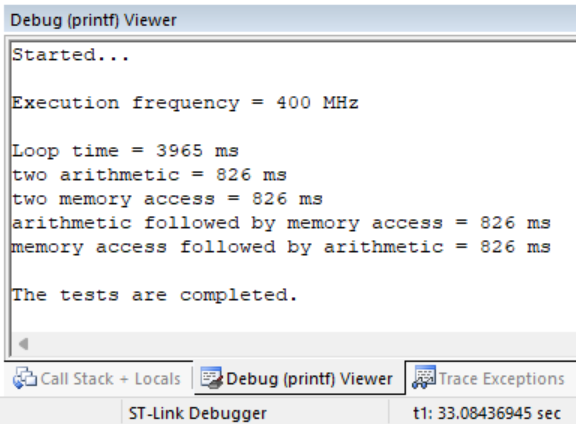 Debug (printf) Viewer
Started...
Execution frequency = 400 MHz
Loop time = 3965 ms
two arithmetic = 826 ms
two memory access = 826 ms
arithmetic followed by memory access = 826 ms
memory access followed by arithmetic = 826 ms
The tests are completed.
Call Stack + Locals Debug (printf) Viewer Trace Exceptions
ST-Link Debugger t1: 33.08436945 sec